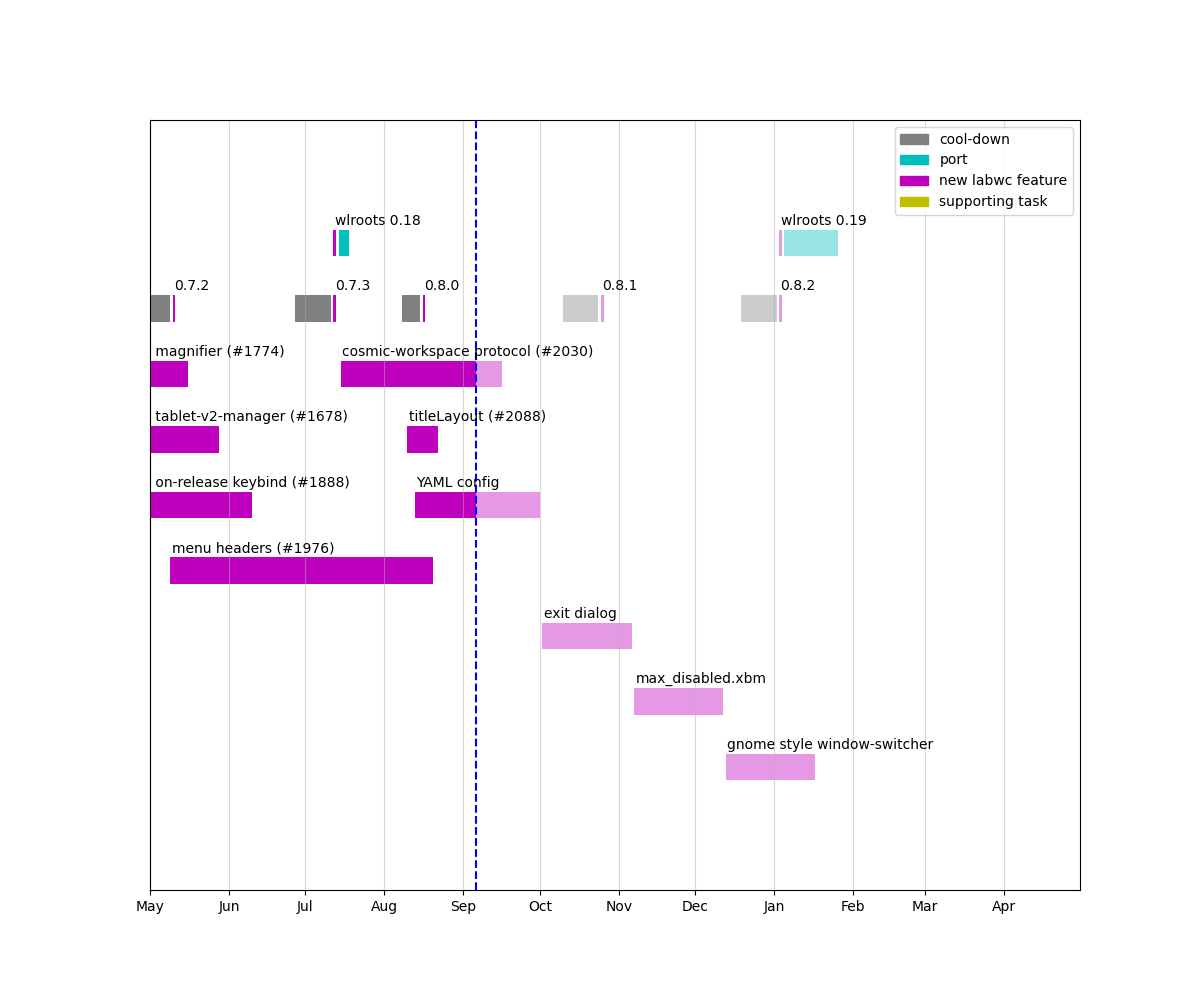 cool-down
port
new labwc feature
supporting task
wlroots 0.18
wlroots 0.19
0.7.2
0.7.3
0.8.0
0.8.1
0.8.2
magnifier (#1774)
cosmic-workspace protocol (#2030)
tablet-v2-manager (#1678)
titleLayout (#2088)
on-release keybind (#1888)
YAML config
menu headers (#1976)
exit dialog
max_disabled.xbm
gnome style window-switcher
May Jun Jul Aug Sep Oct Nov Dec Jan Feb Mar Apr